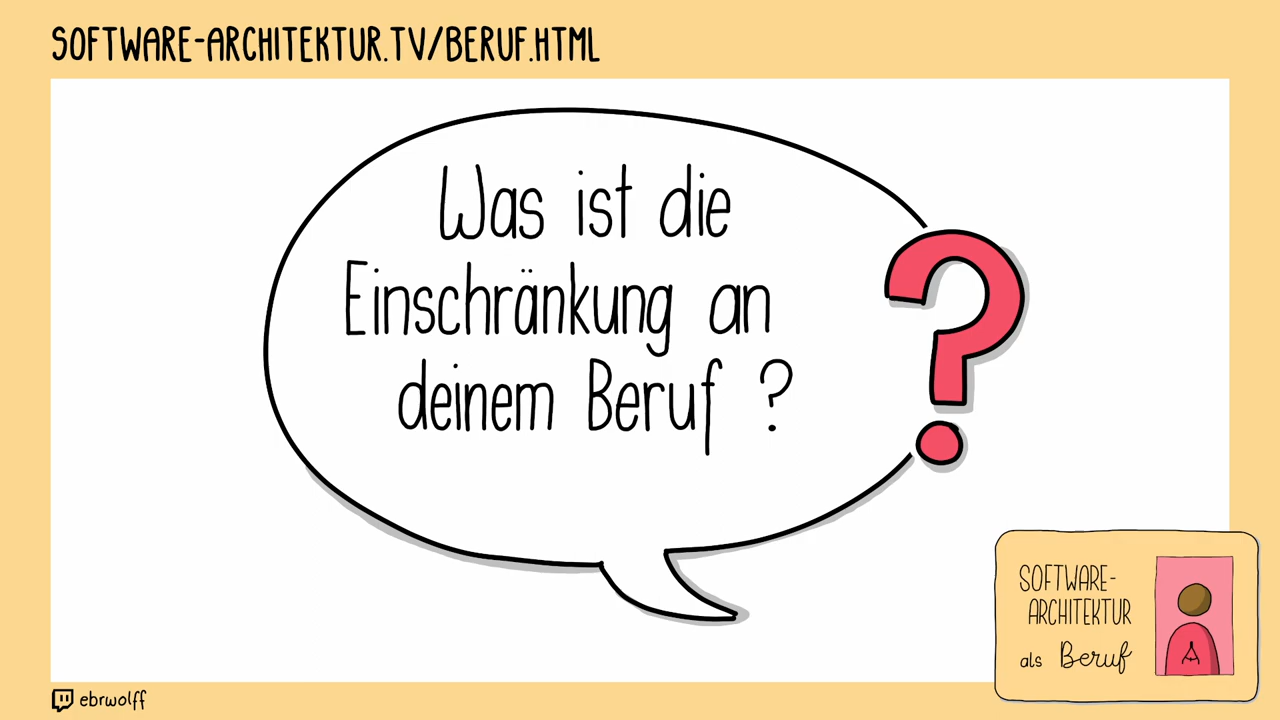 SOFTWARE-ARCHITEKTUR.TV/BERUF.HTML
Was ist die
Einschränkung an
deinem Beruf ?
SOFTWARE-
ARCHITEKTUR
als Beruf
ebrwolff